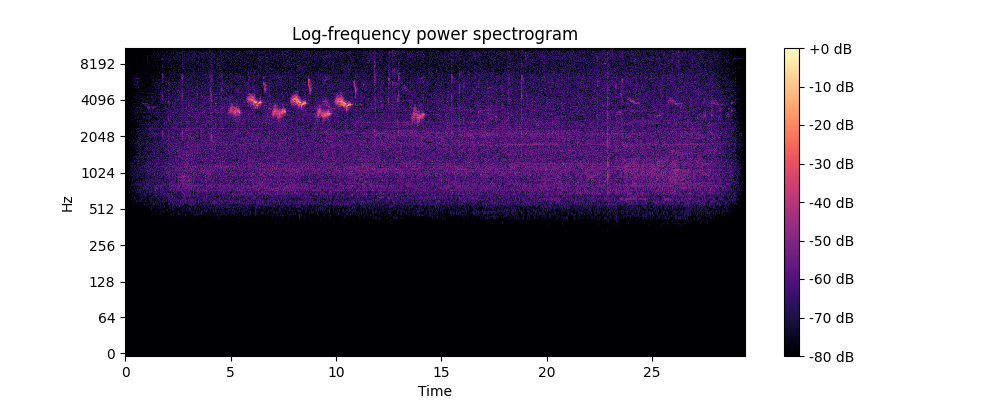 Log-frequency power spectrogram
Hz
8192
4096
2048
1024
512
256
128
64
0
0 5 10 15 20 25
Time
+0 dB
-10 dB
-20 dB
-30 dB
-40 dB
-50 dB
-60 dB
-70 dB
-80 dB